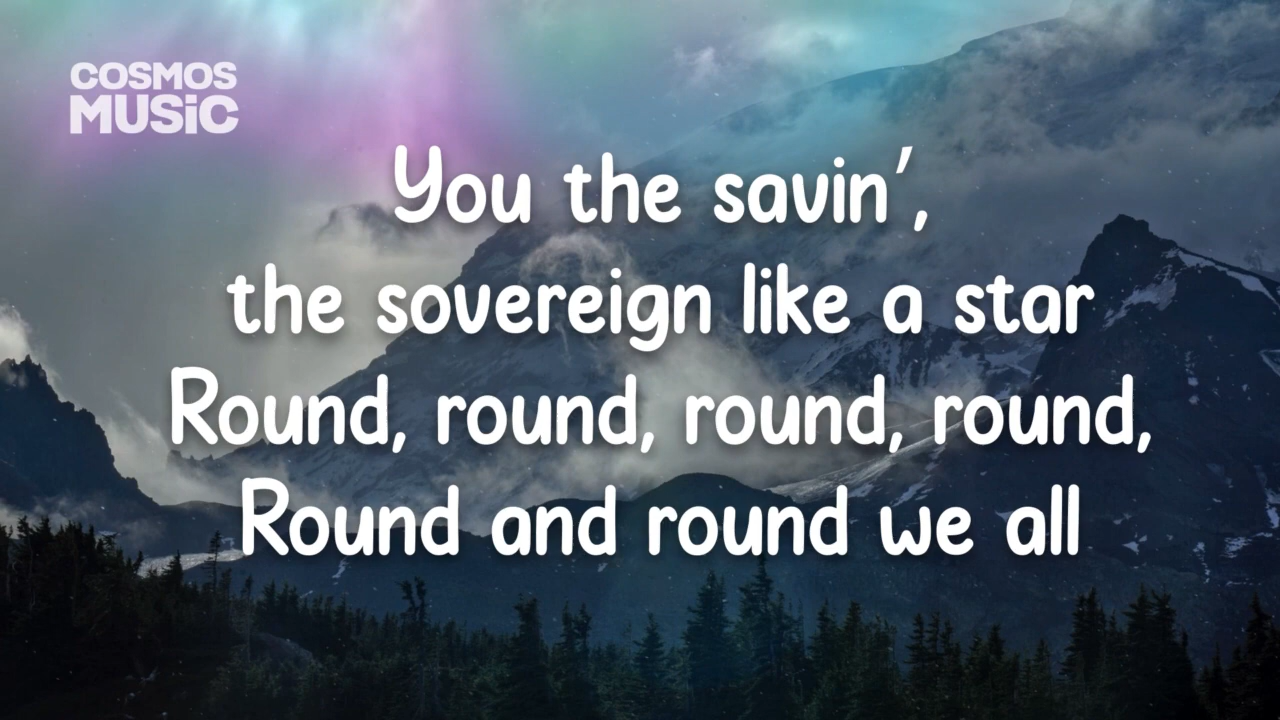 COSMOS
MUSiC
You the savin’,
the sovereign like a star
Round, round, round, round,
Round and round we all